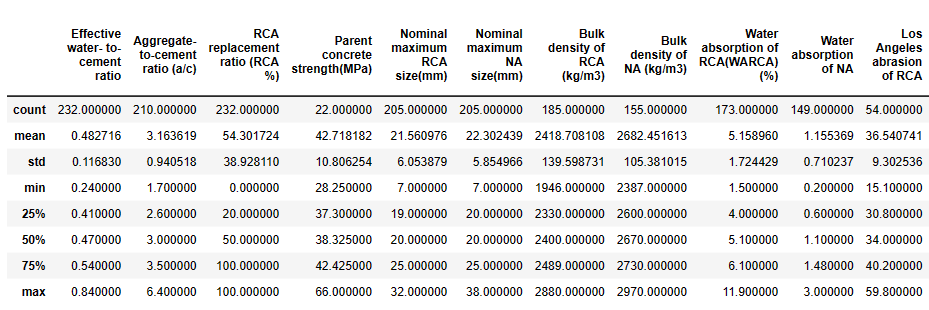 Effective water- to-cement ratio Aggregate-to-cement ratio (a/c) RCA replacement ratio (RCA %) Parent concrete strength(MPa) Nominal maximum RCA size(mm) Nominal maximum NA size(mm) Bulk density of RCA (kg/m3) Bulk density of NA (kg/m3) Water absorption of RCA(WARCA) (%) Water absorption of NA Los Angeles abrasion of RCA
count 232.000000 210.000000 232.000000 22.000000 205.000000 205.000000 185.000000 155.000000 173.000000 149.000000 54.000000
mean 0.482716 3.163619 54.301724 42.718182 21.560976 22.302439 2418.708108 2682.451613 5.158960 1.155369 36.540741
std 0.116830 0.940518 38.928110 10.806254 6.053879 5.854966 139.598731 105.381015 1.724429 0.710237 9.302536
min 0.240000 1.700000 0.000000 28.250000 7.000000 7.000000 1946.000000 2387.000000 1.500000 0.200000 15.100000
25% 0.410000 2.600000 20.000000 37.300000 19.000000 20.000000 2330.000000 2600.000000 4.000000 0.600000 30.800000
50% 0.470000 3.000000 50.000000 38.325000 20.000000 20.000000 2400.000000 2670.000000 5.100000 1.100000 34.000000
75% 0.540000 3.500000 100.000000 42.425000 25.000000 25.000000 2489.000000 2730.000000 6.100000 1.480000 40.200000
max 0.840000 6.400000 100.000000 66.000000 32.000000 38.000000 2880.000000 2970.000000 11.900000 3.000000 59.800000